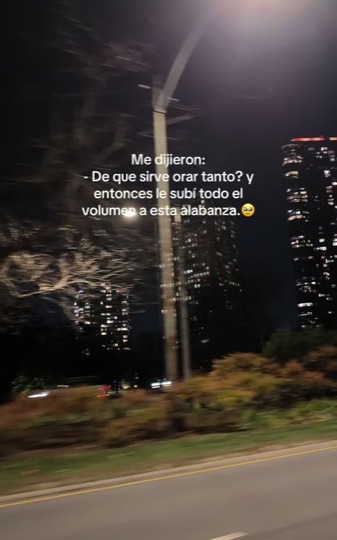 Me dijieron:
- De que sirve orar tanto? y
entonces le subí todo el
volumen a esta alabanza.🥹